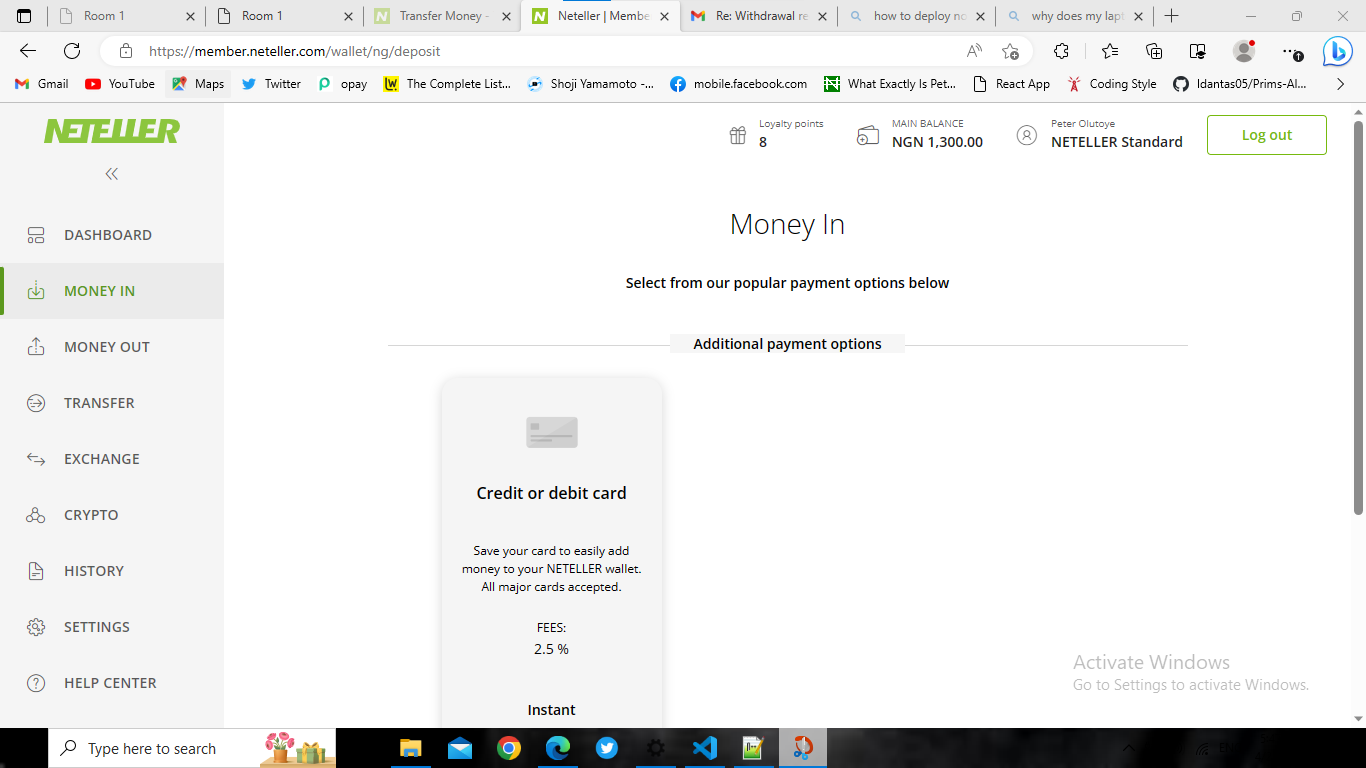 Room 1
Room 1
Transfer Money -
Neteller | Membe
Re: Withdrawal re
how to deploy no
why does my lapt
https://member.neteller.com/wallet/ng/deposit
Gmail
YouTube
Maps
Twitter
opay
The Complete List...
Shoji Yamamoto -...
mobile.facebook.com
What Exactly Is Pet...
React App
Coding Style
Idantas05/Prims-Al...
NETELLER
Loyalty points
8
MAIN BALANCE
NGN 1,300.00
Peter Olutoye
NETELLER Standard
Log out
DASHBOARD
MONEY IN
MONEY OUT
TRANSFER
EXCHANGE
CRYPTO
HISTORY
SETTINGS
HELP CENTER
Money In
Select from our popular payment options below
Additional payment options
Credit or debit card
Save your card to easily add
money to your NETELLER wallet.
All major cards accepted.
FEES:
2.5 %
Instant
Activate Windows
Go to Settings to activate Windows.
Type here to search